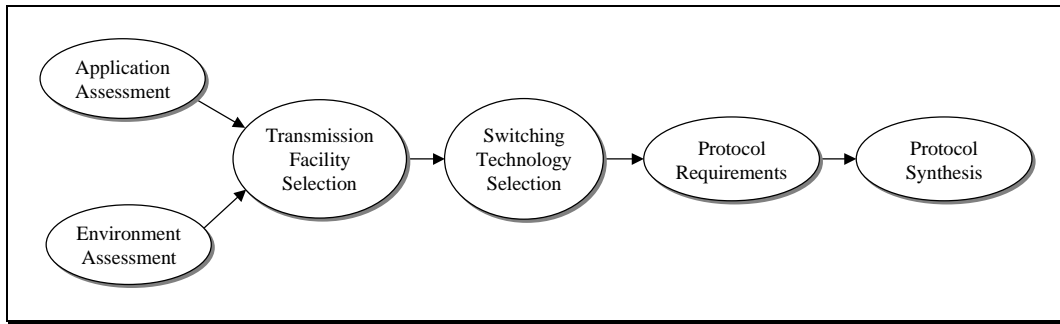 Application
Assessment
Environment
Assessment
Transmission
Facility
Selection
Switching
Technology
Selection
Protocol
Requirements
Protocol
Synthesis